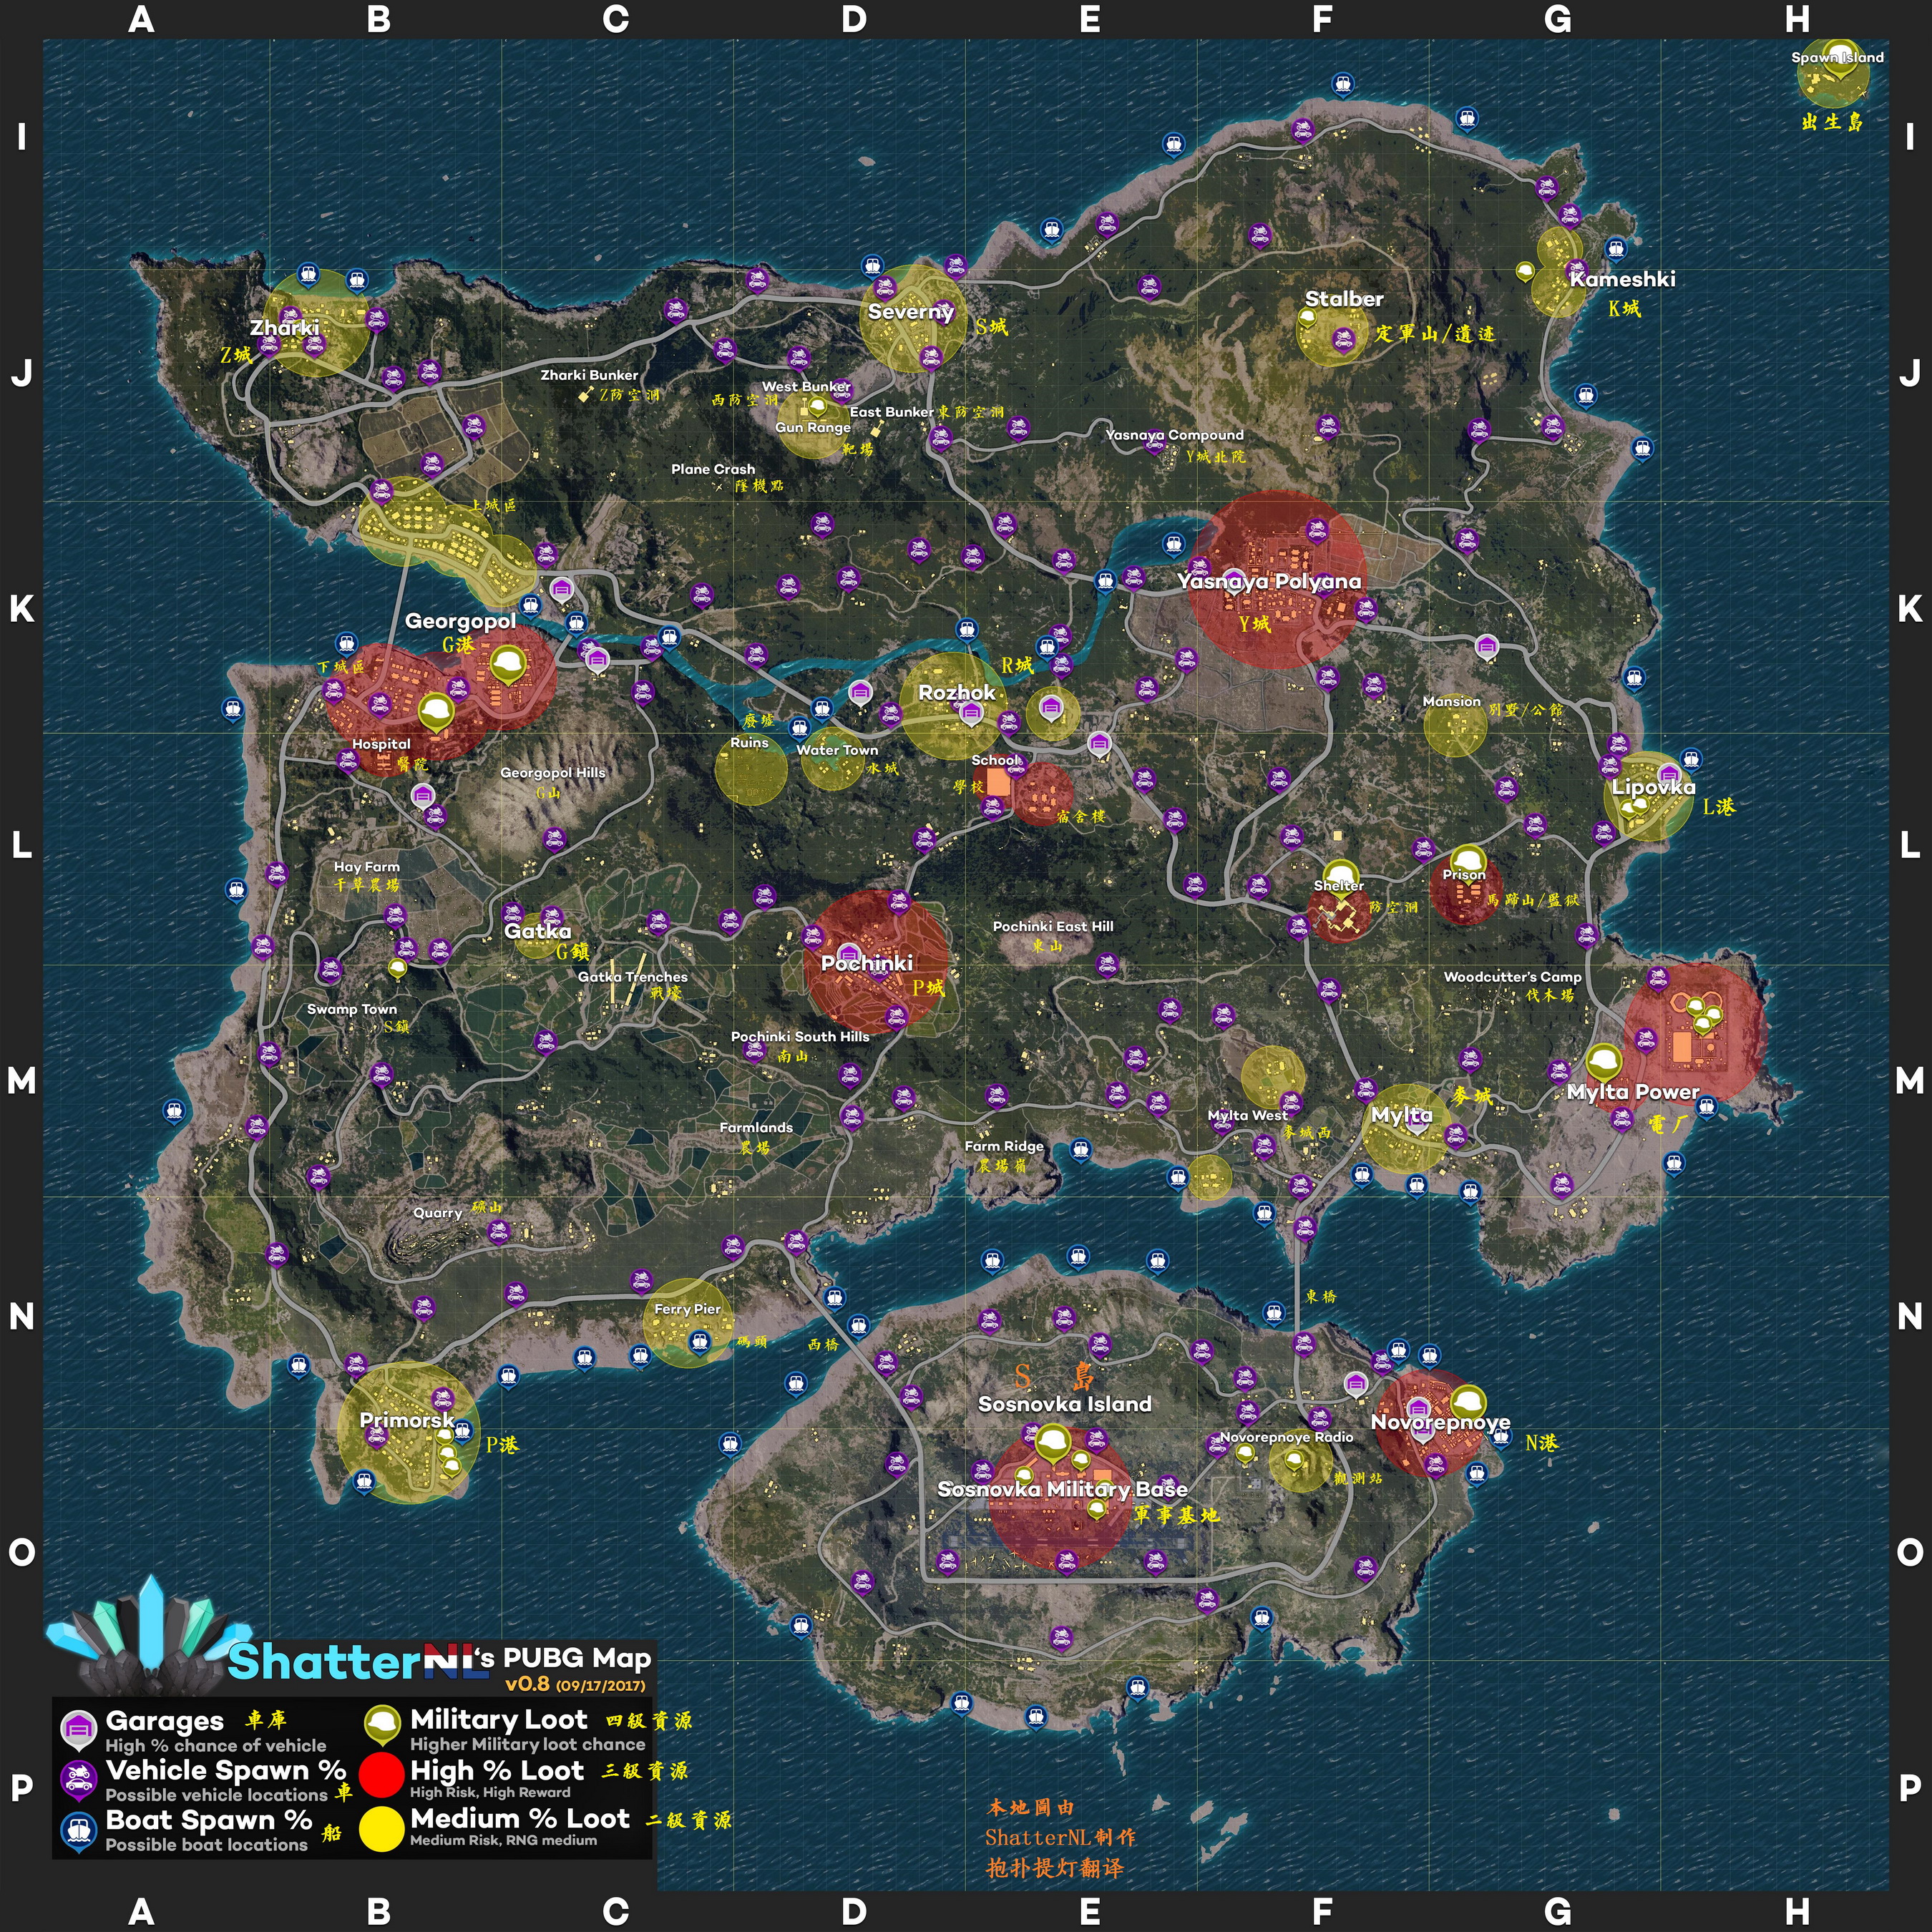 A B C D E F G H
I
I
Spawn Island
出生島
Kameshki
K城
Stalber
定軍山/遺迹
Severny
S城
Zharki
Z城
J
J
Zharki Bunker
Z防空洞
West Bunker
西防空洞
East Bunker 東防空洞
Gun Range
靶場
Yasnaya Compound
Y城北院
Plane Crash
墜機點
上城區
Yasnaya Polyana
Y城
K
K
Georgopol
G港
下城區
R城
Rozhok
Mansion
別墅/公館
廢墟
Ruins
Hospital
醫院
Water Town
水城
School
學校
宿舍樓
Georgopol Hills
G山
Lipovka
L港
L
L
Hay Farm
干草農場
Shelter
防空洞
Prison
馬蹄山/監獄
Gatka
G鎮
Pochinki East Hill
東山
Pochinki
P城
Gatka Trenches
戰壕
Woodcutter's Camp
伐木場
Swamp Town
S鎮
Pochinki South Hills
南山
M
M
Mylta Power
電厂
Mylta
麥城
Mylta West
麥城西
Farmlands
農場
Farm Ridge
農場嶺
Quarry 礦山
東橋
N
N
Ferry Pier
碼頭
西橋
S 島
Sosnovka Island
Primorsk
P港
Novorepnoye
N港
Novorepnoye Radio
觀測站
Sosnovka Military Base
軍事基地
O
O
ShatterNL's PUBG Map
v0.8 (09/17/2017)
Garages 車庫
High % chance of vehicle
Vehicle Spawn %
Possible vehicle locations 車
Boat Spawn % 船
Possible boat locations
Military Loot 四級資源
Higher Military loot chance
High % Loot 三級資源
High Risk, High Reward
Medium % Loot 二級資源
Medium Risk, RNG medium
P
P
本地圖由
ShatterNL制作
抱扑提灯翻译
A B C D E F G H